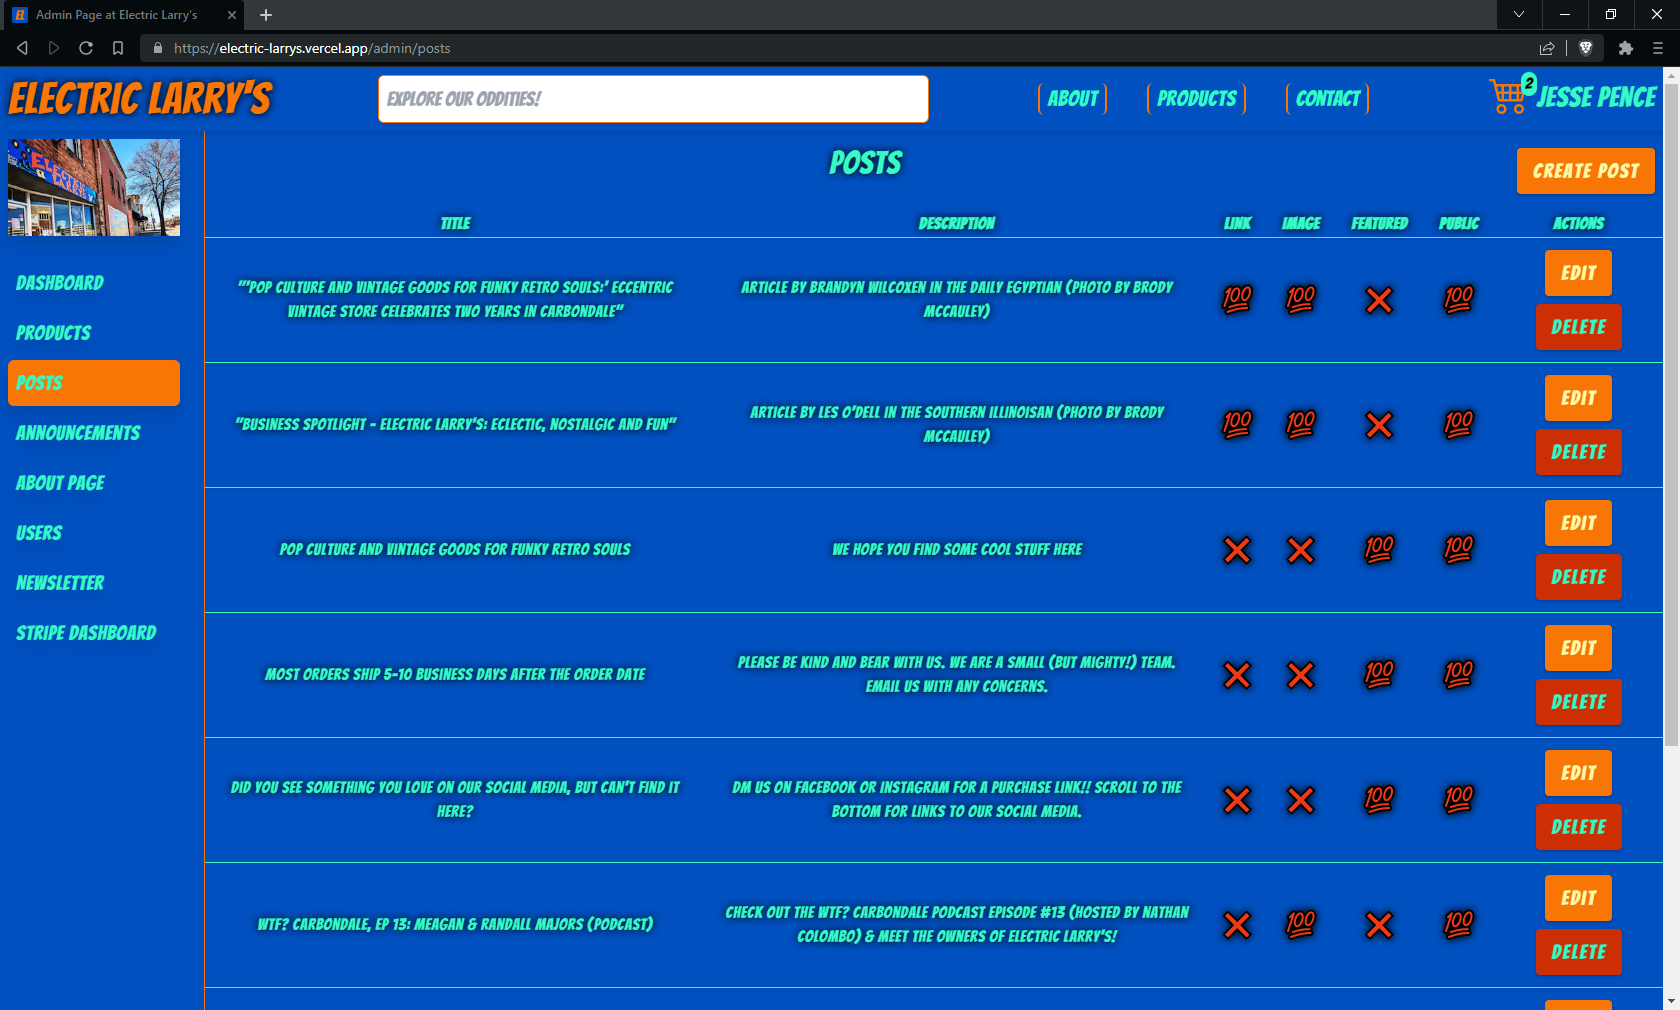 Admin Page at Electric Larry's
https://electric-larrys.vercel.app/admin/posts
ELECTRIC LARRY'S
EXPLORE OUR ODDITIES!
ABOUT
PRODUCTS
CONTACT
2
JESSE PENCE
ELECTRIC
LARRY'S
DASHBOARD
PRODUCTS
POSTS
ANNOUNCEMENTS
ABOUT PAGE
USERS
NEWSLETTER
STRIPE DASHBOARD
POSTS
CREATE POST
TITLE DESCRIPTION LINK IMAGE FEATURED PUBLIC ACTIONS
"'POP CULTURE AND VINTAGE GOODS FOR FUNKY RETRO SOULS:' ECCENTRIC
VINTAGE STORE CELEBRATES TWO YEARS IN CARBONDALE"
ARTICLE BY BRANDYN WILCOXEN IN THE DAILY EGYPTIAN (PHOTO BY BRODY
MCCAULEY)
💯 💯 ❌ 💯
EDIT
DELETE
"BUSINESS SPOTLIGHT - ELECTRIC LARRY'S: ECLECTIC, NOSTALGIC AND FUN"
ARTICLE BY LES O'DELL IN THE SOUTHERN ILLINOISAN (PHOTO BY BRODY
MCCAULEY)
💯 💯 ❌ 💯
EDIT
DELETE
POP CULTURE AND VINTAGE GOODS FOR FUNKY RETRO SOULS
WE HOPE YOU FIND SOME COOL STUFF HERE
❌ ❌ 💯 💯
EDIT
DELETE
MOST ORDERS SHIP 5-10 BUSINESS DAYS AFTER THE ORDER DATE
PLEASE BE KIND AND BEAR WITH US. WE ARE A SMALL (BUT MIGHTY!) TEAM.
EMAIL US WITH ANY CONCERNS.
❌ ❌ 💯 💯
EDIT
DELETE
DID YOU SEE SOMETHING YOU LOVE ON OUR SOCIAL MEDIA, BUT CAN'T FIND IT
HERE?
DM US ON FACEBOOK OR INSTAGRAM FOR A PURCHASE LINK!! SCROLL TO THE
BOTTOM FOR LINKS TO OUR SOCIAL MEDIA.
❌ ❌ 💯 💯
EDIT
DELETE
WTF? CARBONDALE, EP 13: MEAGAN & RANDALL MAJORS (PODCAST)
CHECK OUT THE WTF? CARBONDALE PODCAST EPISODE #13 (HOSTED BY NATHAN
COLOMBO) & MEET THE OWNERS OF ELECTRIC LARRY'S!
❌ 💯 ❌ 💯
EDIT
DELETE